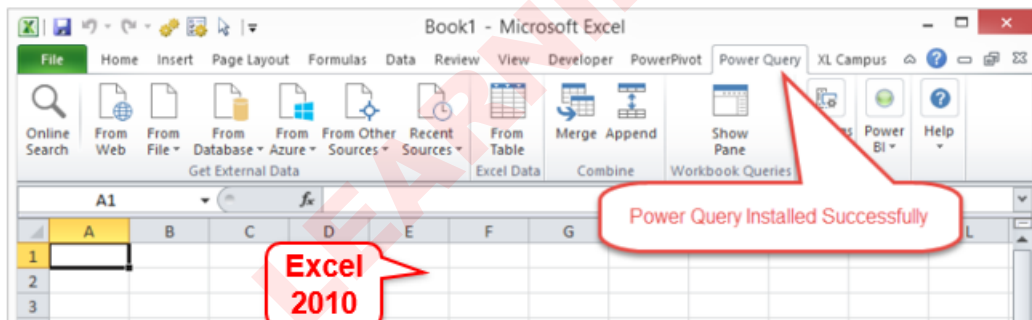 Book1 - Microsoft Excel
File Home Insert Page Layout Formulas Data Review View Developer PowerPivot Power Query XL Campus
Online Search
From Web
From File
From Database
From Azure
From Other Sources
Recent Sources
From Table
Merge
Append
Show Pane
Power BI
Help
Get External Data
Excel Data
Combine
Workbook Queries
A1
fx
Power Query Installed Successfully
A B C D E F G L
1
Excel
2010
2
3
LEARNI